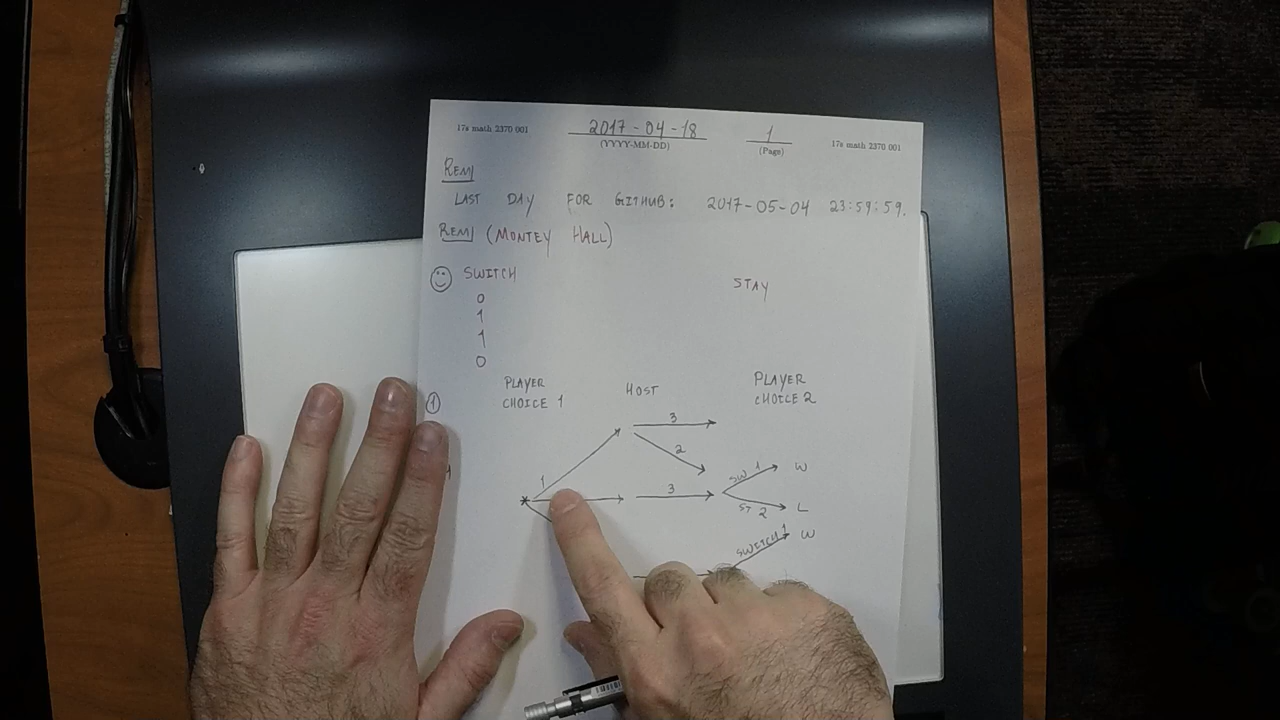 17s math 2370 001 2017-04-18 1 17s math 2370 001
(YYYY-MM-DD) (Page)
REM
LAST DAY FOR GITHUB: 2017-05-04 23:59:59.
REM (MONTEY HALL)
SWITCH STAY
0
1
1
0
1 PLAYER CHOICE 1 HOST PLAYER CHOICE 2
3
2
1
3
SW 1 W
ST 2 L
SWITCH 1 W